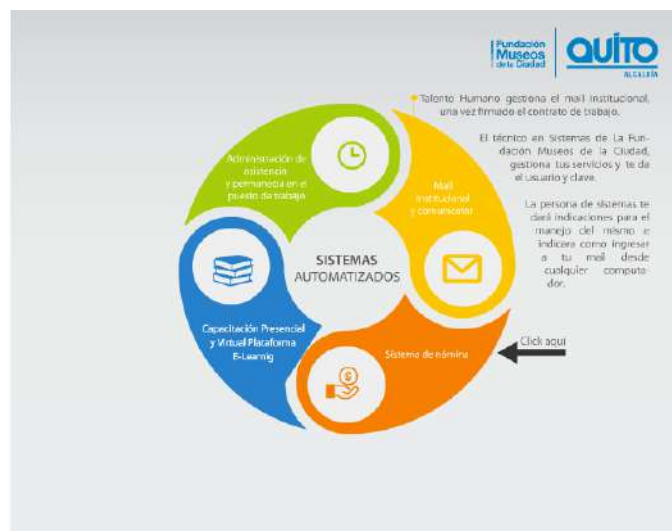 Fundación
Museos
de la Ciudad
QUITO
ALCALDÍA
Talento Humano gestiona el mail institucional,
una vez firmado el contrato de trabajo.
El técnico en Sistemas de La Fun-
dación Museos de la Ciudad,
gestiona tus servicios y te da
el usuario y clave.
La persona de sistemas te
dará indicaciones para el
manejo del mismo e
indicara como ingresar
a tu mail desde
cualquier computa-
dor.
Administración de
asistencia
y permanecia en el
puesto de trabajo
Mail
Institucional
y comunicator
SISTEMAS
AUTOMATIZADOS
Capacitación Presencial
y Virtual Plataforma
E-Learnig
Sistema de nómina
Click aqui